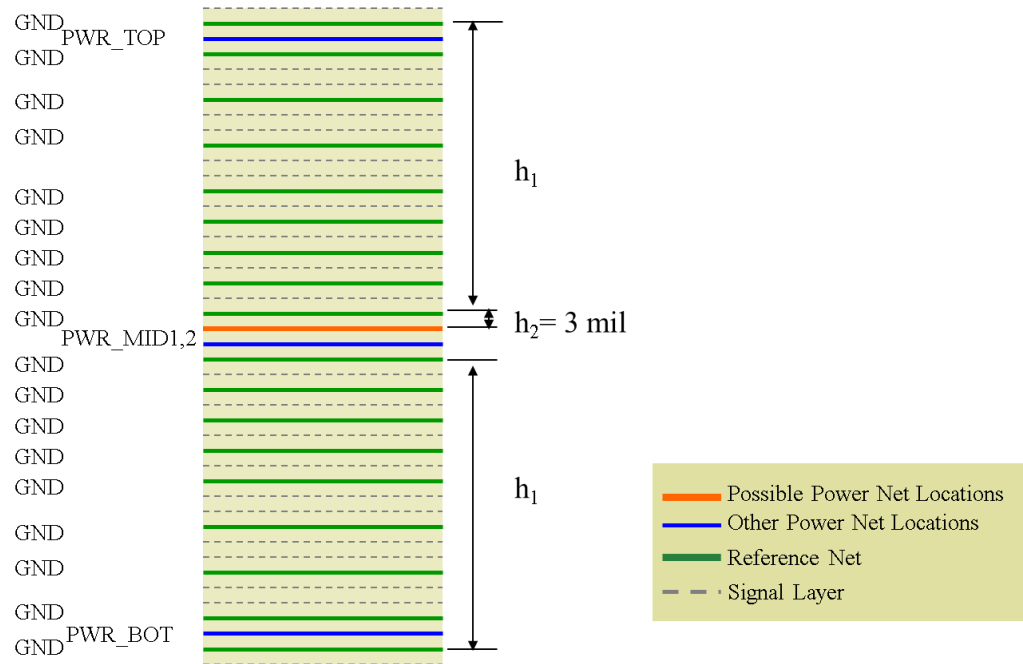 GND
PWR_TOP
GND
GND
GND
GND
GND
GND
GND
GND
PWR_MID1,2
GND
GND
GND
GND
GND
GND
GND
GND
PWR_BOT
GND
h1
h2= 3 mil
h1
Possible Power Net Locations
Other Power Net Locations
Reference Net
Signal Layer